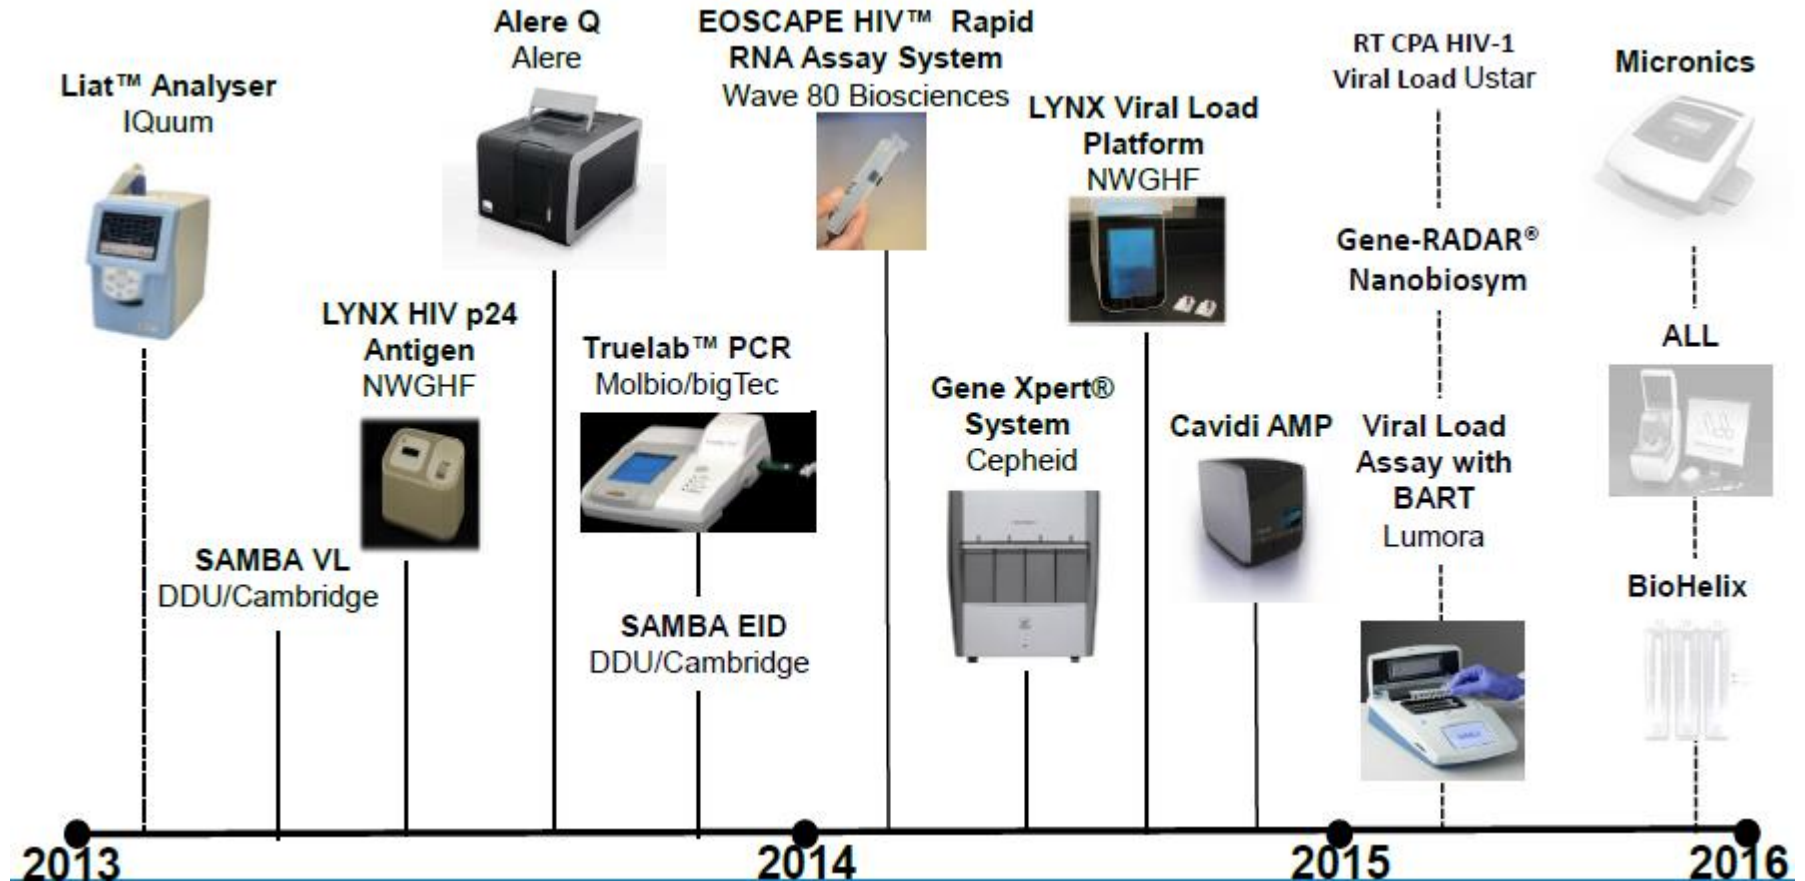 Liat™ Analyser
IQuum
SAMBA VL
DDU/Cambridge
LYNX HIV p24
Antigen
NWGHF
Alere Q
Alere
Truelab™ PCR
Molbio/bigTec
SAMBA EID
DDU/Cambridge
EOSCAPE HIV™ Rapid
RNA Assay System
Wave 80 Biosciences
Gene Xpert®
System
Cepheid
LYNX Viral Load
Platform
NWGHF
Cavidi AMP
RT CPA HIV-1
Viral Load Ustar
Gene-RADAR®
Nanobiosym
Viral Load
Assay with
BART
Lumora
Micronics
ALL
BioHelix
2013
2014
2015
2016